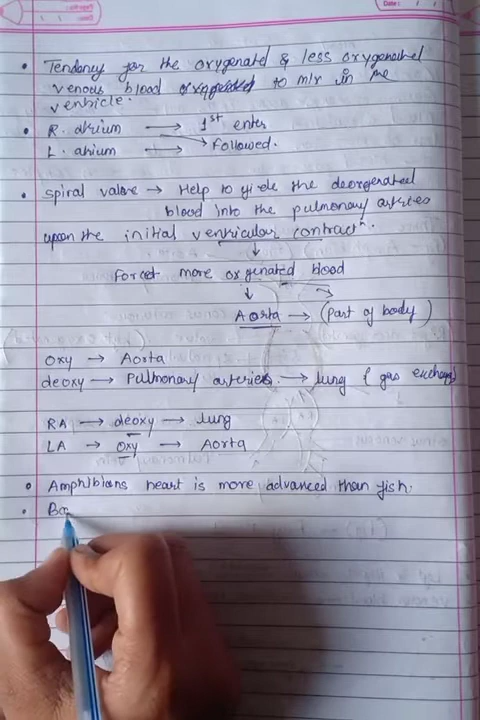 Date:
• Tendency for the oxygenated & less oxygenated
venous blood to mix in the
ventricle.
• R. atrium → 1st enter
L. atrium → followed.
• Spiral valve → Help to the deoxygenated
blood into the pulmonary arteries
upon the initial ventricular contractn.
↓
forced more oxygenated blood
↓
Aorta → (part of body)
oxy → Aorta
deoxy → Pulmonary arteries. → lung (gas exchang)
RA → deoxy → lung
LA → oxy → Aorta
• Amphibians heart is more advanced than fish.